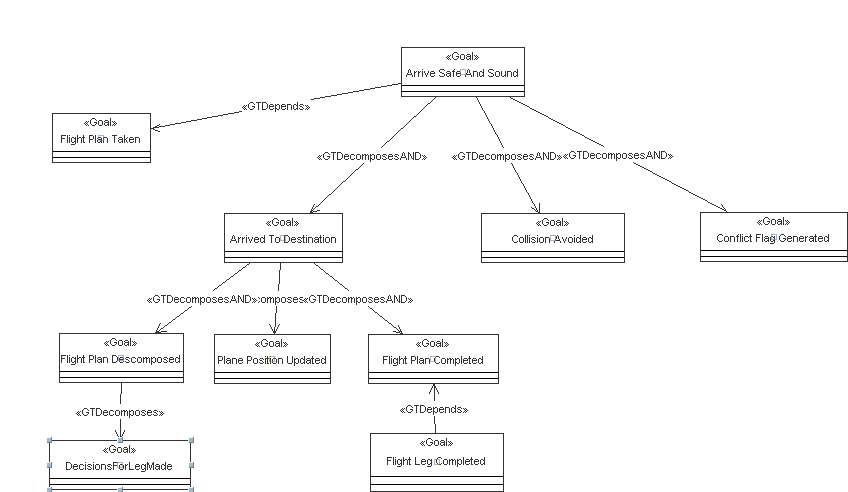 «Goal»
Arrive Safe And Sound
«GTDepends»
«Goal»
Flight Plan Taken
«GTDecomposesAND»
«GTDecomposesAND»
«GTDecomposesAND»
«Goal»
Arrived To Destination
«Goal»
Collision Avoided
«Goal»
Conflict Flag Generated
«GTDecomposesAND»
«GTDecomposesAND»
«Goal»
Flight Plan Descomposed
«Goal»
Plane Position Updated
«Goal»
Flight Plan Completed
«GTDecomposes»
«GTDepends»
«Goal»
DecisionsForLegMade
«Goal»
Flight Leg Completed